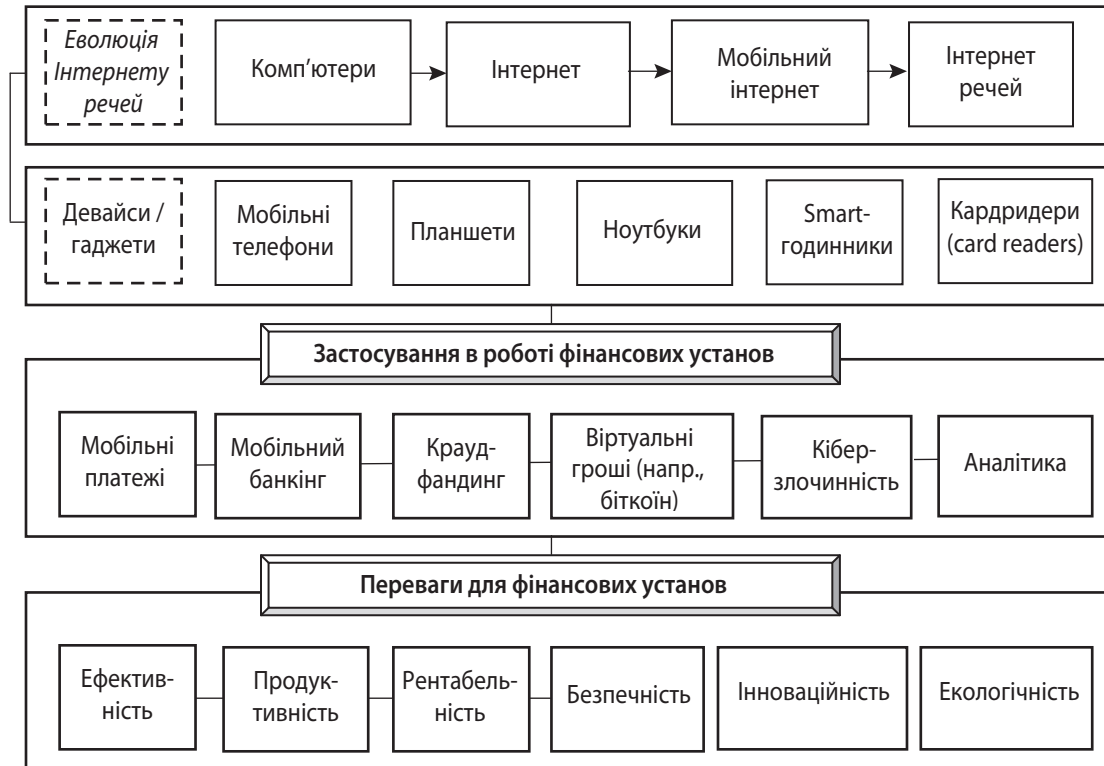 Еволюція
Інтернету
речей
Комп’ютери
Інтернет
Мобільний
інтернет
Інтернет
речей
Девайси /
гаджети
Мобільні
телефони
Планшети
Ноутбуки
Smart-
годинники
Кардридери
(card readers)
Застосування в роботі фінансових установ
Мобільні
платежі
Мобільний
банкінг
Крауд-
фандинг
Віртуальні
гроші (напр.,
біткоїн)
Кібер-
злочинність
Аналітика
Переваги для фінансових установ
Ефектив-
ність
Продук-
тивність
Рентабель-
ність
Безпечність
Інноваційність
Екологічність